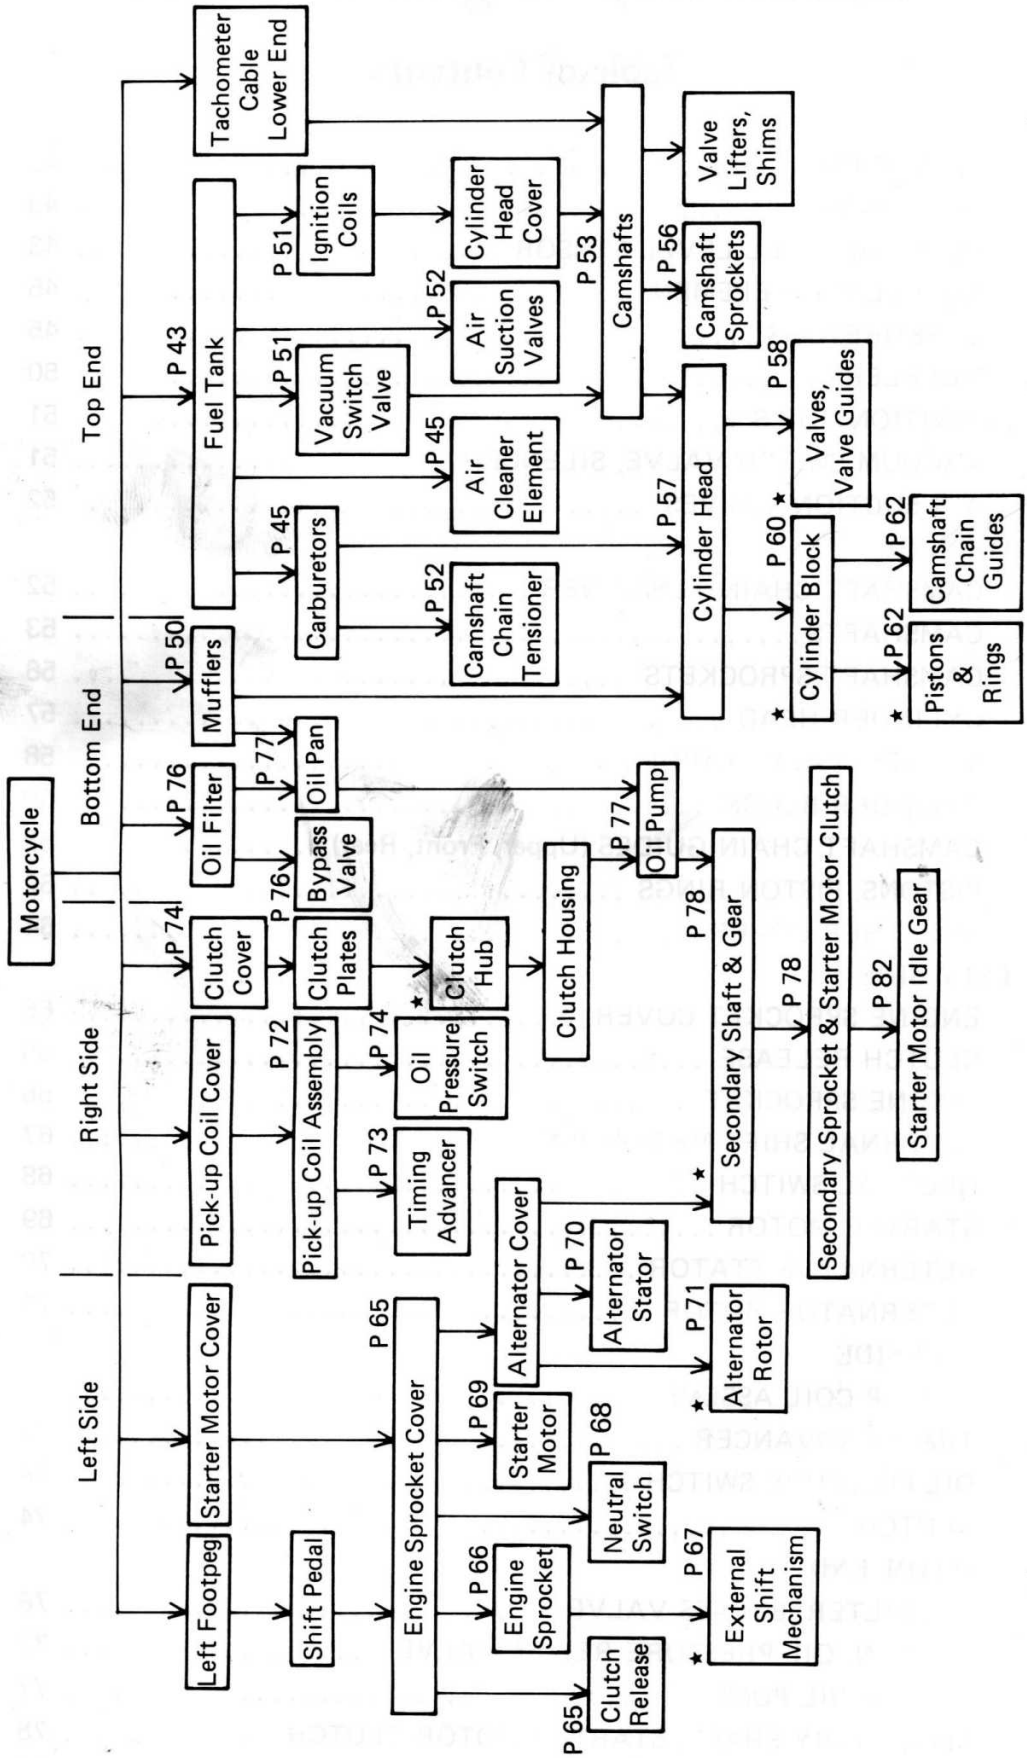 Motorcycle
Left Side
Right Side
Bottom End
Top End
Left Footpeg
Starter Motor Cover
Pick-up Coil Cover
P 74
Clutch
Cover
P 76
Oil Filter
P 50
Mufflers
P 43
Fuel Tank
Tachometer
Cable
Lower End
Shift Pedal
P 72
Pick-up Coil Assembly
Clutch
Plates
P 76
Bypass
Valve
P 77
Oil Pan
P 45
Carburetors
P 51
Vacuum
Switch
Valve
P 51
Ignition
Coils
P 65
Engine Sprocket Cover
P 73
Timing
Advancer
P 74
Oil
Pressure
Switch
★
Clutch
Hub
P 52
Camshaft
Chain
Tensioner
P 45
Air
Cleaner
Element
P 52
Air
Suction
Valves
Cylinder
Head
Cover
P 66
Engine
Sprocket
P 69
Starter
Motor
Alternator Cover
Clutch Housing
P 53
Camshafts
P 65
Clutch
Release
P 68
Neutral
Switch
P 70
Alternator
Stator
77
Oil Pump
P 57
Cylinder Head
P 56
Camshaft
Sprockets
Valve
Lifters,
Shims
★
P 67
External
Shift
Mechanism
★
P 71
Alternator
Rotor
★
P 78
Secondary Shaft & Gear
★
P 60
Cylinder Block
★
P 58
Valves,
Valve Guides
P 78
Secondary Sprocket & Starter Motor Clutch
P 82
Starter Motor Idle Gear
★
P 62
Pistons
&
Rings
P 62
Camshaft
Chain
Guides